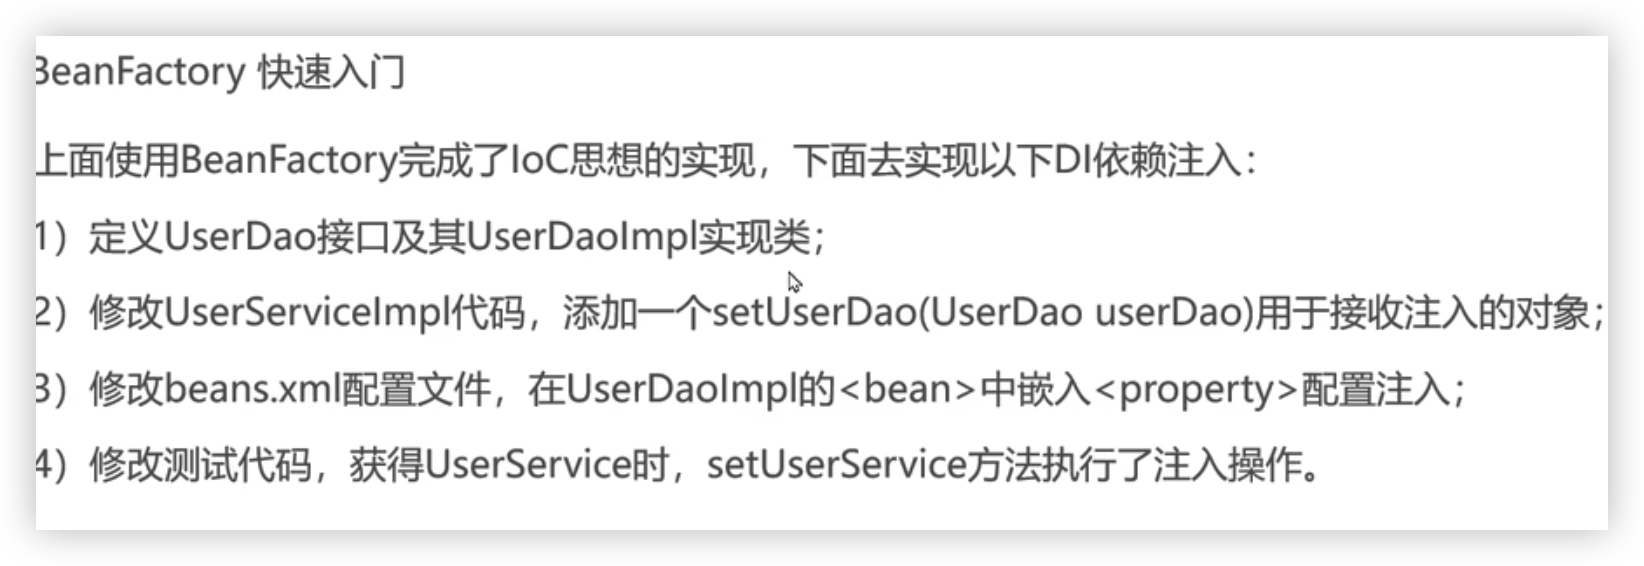 BeanFactory 快速入门
上面使用BeanFactory完成了IoC思想的实现，下面去实现以下DI依赖注入：
1）定义UserDao接口及其UserDaoImpl实现类；
2）修改UserServiceImpl代码，添加一个setUserDao(UserDao userDao)用于接收注入的对象；
3）修改beans.xml配置文件，在UserDaoImpl的<bean>中嵌入<property>配置注入；
4）修改测试代码，获得UserService时，setUserService方法执行了注入操作。